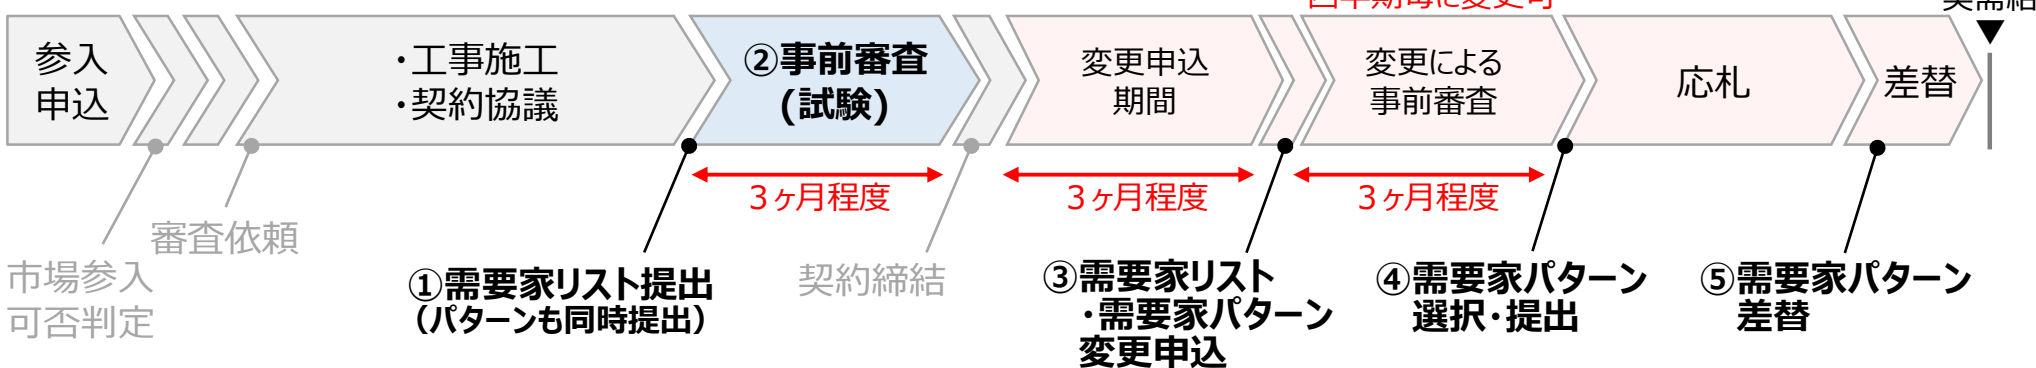 参入
申込
・工事施工
・契約協議
②事前審査
(試験)
変更申込
期間
変更による
事前審査
応札
差替
3ヶ月程度
3ヶ月程度
3ヶ月程度
市場参入
可否判定
審査依頼
①需要家リスト提出
（パターンも同時提出）
契約締結
③需要家リスト
・需要家パターン
変更申込
④需要家パターン
選択・提出
⑤需要家パターン
差替